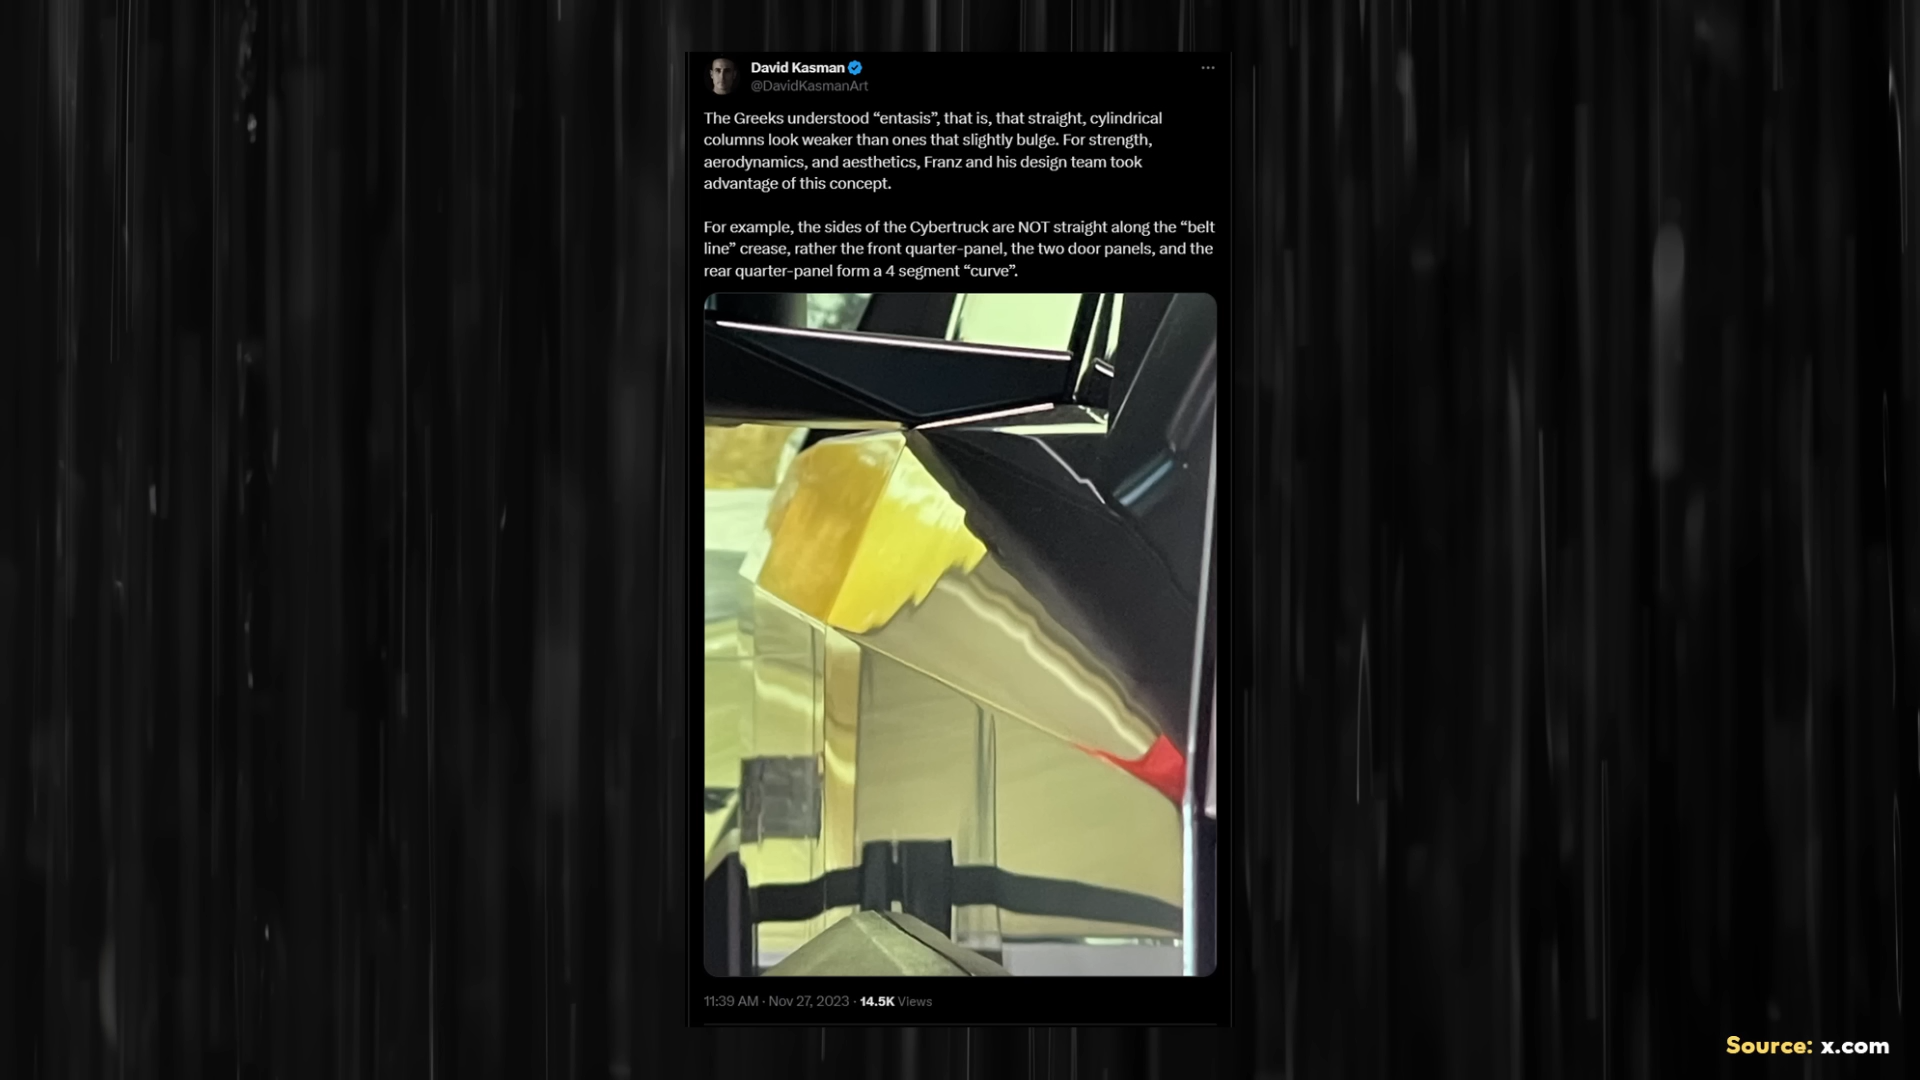 David Kasman
@DavidKasmanArt
The Greeks understood “entasis”, that is, that straight, cylindrical
columns look weaker than ones that slightly bulge. For strength,
aerodynamics, and aesthetics, Franz and his design team took
advantage of this concept.
For example, the sides of the Cybertruck are NOT straight along the “belt
line” crease, rather the front quarter-panel, the two door panels, and the
rear quarter-panel form a 4 segment “curve”.
11:39 AM · Nov 27, 2023 · 14.5K Views
Source: x.com